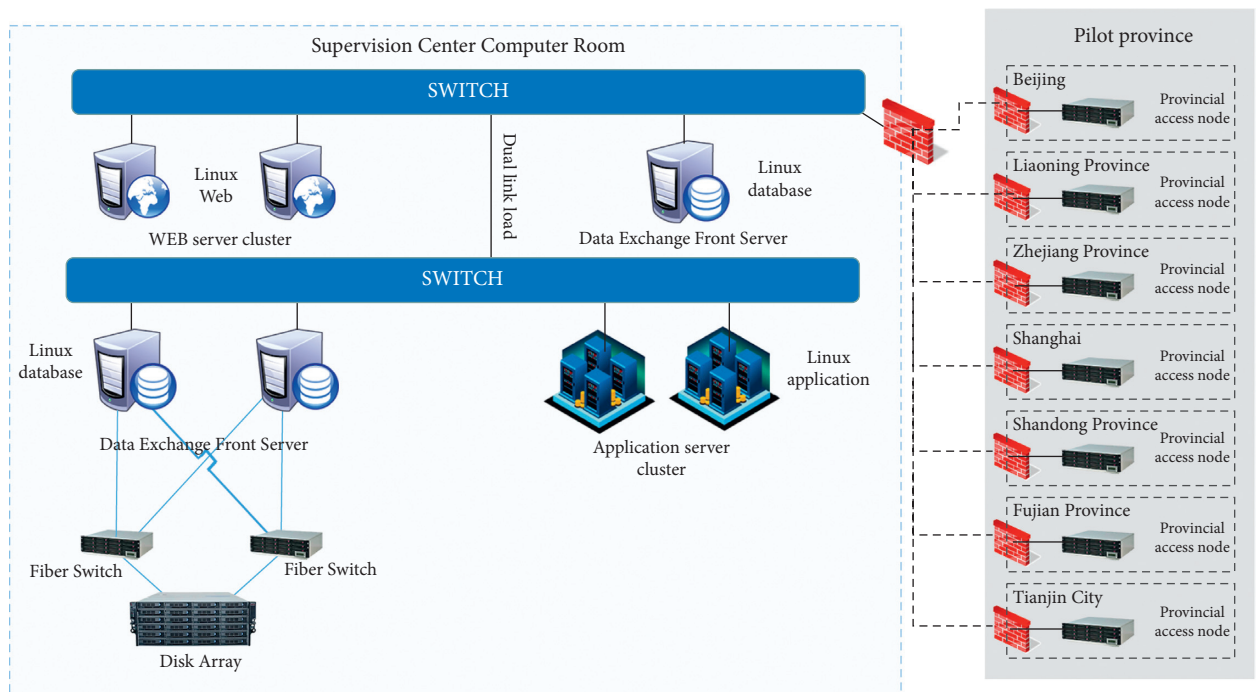 Supervision Center Computer Room
SWITCH
Linux
Web
WEB server cluster
Dual link load
Linux
database
Data Exchange Front Server
SWITCH
Linux
database
Data Exchange Front Server
Linux
application
Application server
cluster
Fiber Switch
Fiber Switch
Disk Array
Pilot province
Beijing
Provincial
access node
Liaoning Province
Provincial
access node
Zhejiang Province
Provincial
access node
Shanghai
Provincial
access node
Shandong Province
Provincial
access node
Fujian Province
Provincial
access node
Tianjin City
Provincial
access node